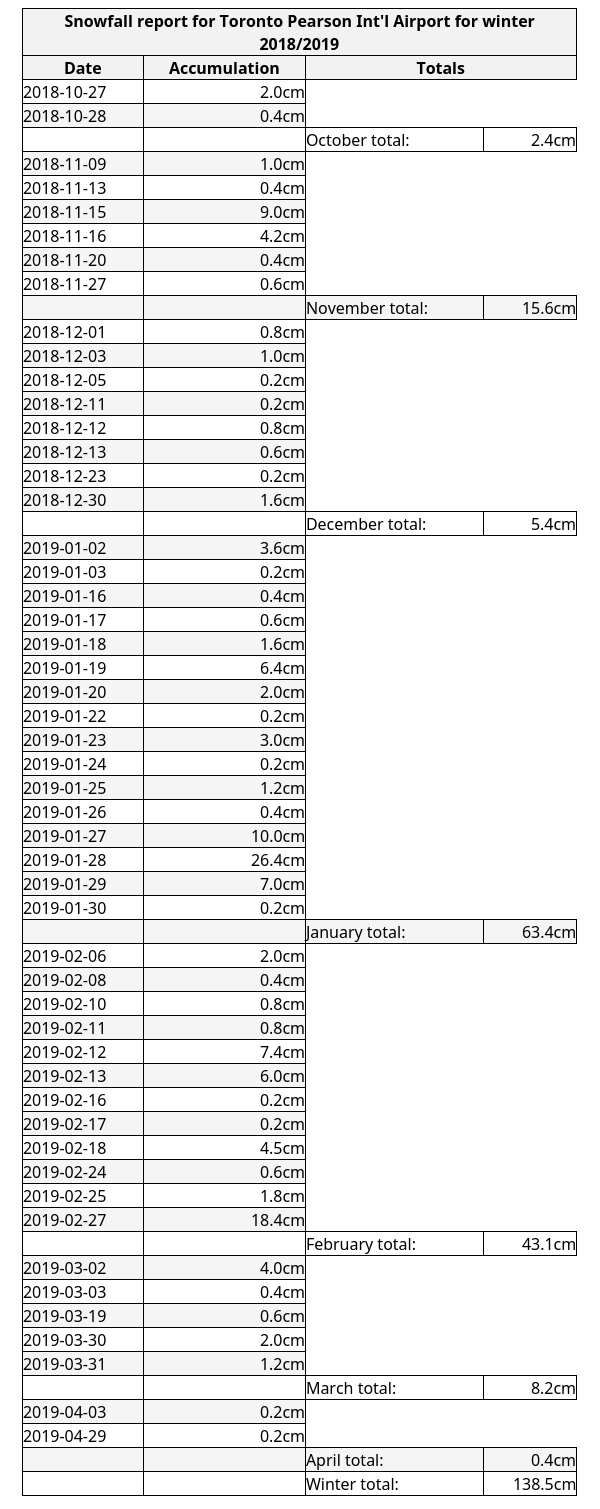 Snowfall report for Toronto Pearson Int'l Airport for winter
2018/2019
Date Accumulation Totals
2018-10-27 2.0cm
2018-10-28 0.4cm
October total: 2.4cm
2018-11-09 1.0cm
2018-11-13 0.4cm
2018-11-15 9.0cm
2018-11-16 4.2cm
2018-11-20 0.4cm
2018-11-27 0.6cm
November total: 15.6cm
2018-12-01 0.8cm
2018-12-03 1.0cm
2018-12-05 0.2cm
2018-12-11 0.2cm
2018-12-12 0.8cm
2018-12-13 0.6cm
2018-12-23 0.2cm
2018-12-30 1.6cm
December total: 5.4cm
2019-01-02 3.6cm
2019-01-03 0.2cm
2019-01-16 0.4cm
2019-01-17 0.6cm
2019-01-18 1.6cm
2019-01-19 6.4cm
2019-01-20 2.0cm
2019-01-22 0.2cm
2019-01-23 3.0cm
2019-01-24 0.2cm
2019-01-25 1.2cm
2019-01-26 0.4cm
2019-01-27 10.0cm
2019-01-28 26.4cm
2019-01-29 7.0cm
2019-01-30 0.2cm
January total: 63.4cm
2019-02-06 2.0cm
2019-02-08 0.4cm
2019-02-10 0.8cm
2019-02-11 0.8cm
2019-02-12 7.4cm
2019-02-13 6.0cm
2019-02-16 0.2cm
2019-02-17 0.2cm
2019-02-18 4.5cm
2019-02-24 0.6cm
2019-02-25 1.8cm
2019-02-27 18.4cm
February total: 43.1cm
2019-03-02 4.0cm
2019-03-03 0.4cm
2019-03-19 0.6cm
2019-03-30 2.0cm
2019-03-31 1.2cm
March total: 8.2cm
2019-04-03 0.2cm
2019-04-29 0.2cm
April total: 0.4cm
Winter total: 138.5cm